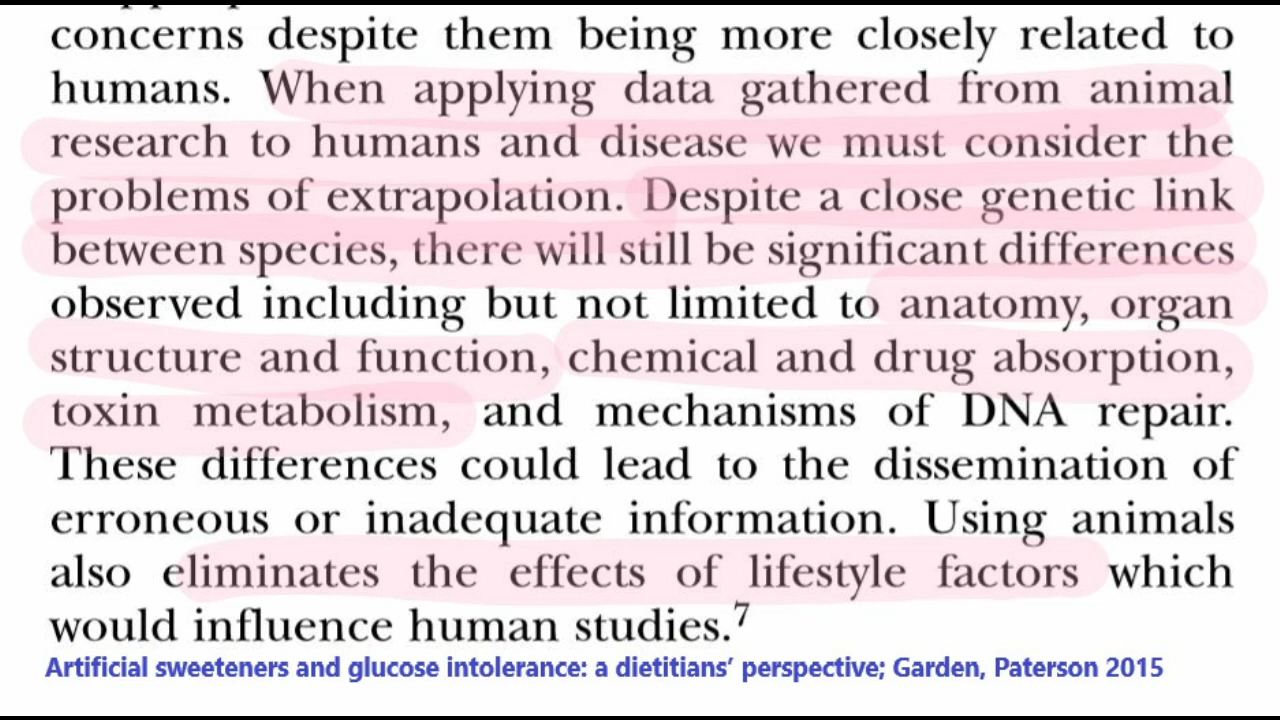 concerns despite them being more closely related to
humans. When applying data gathered from animal
research to humans and disease we must consider the
problems of extrapolation. Despite a close genetic link
between species, there will still be significant differences
observed including but not limited to anatomy, organ
structure and function, chemical and drug absorption,
toxin metabolism, and mechanisms of DNA repair.
These differences could lead to the dissemination of
erroneous or inadequate information. Using animals
also eliminates the effects of lifestyle factors which
would influence human studies.⁷
Artificial sweeteners and glucose intolerance: a dietitians’ perspective; Garden, Paterson 2015